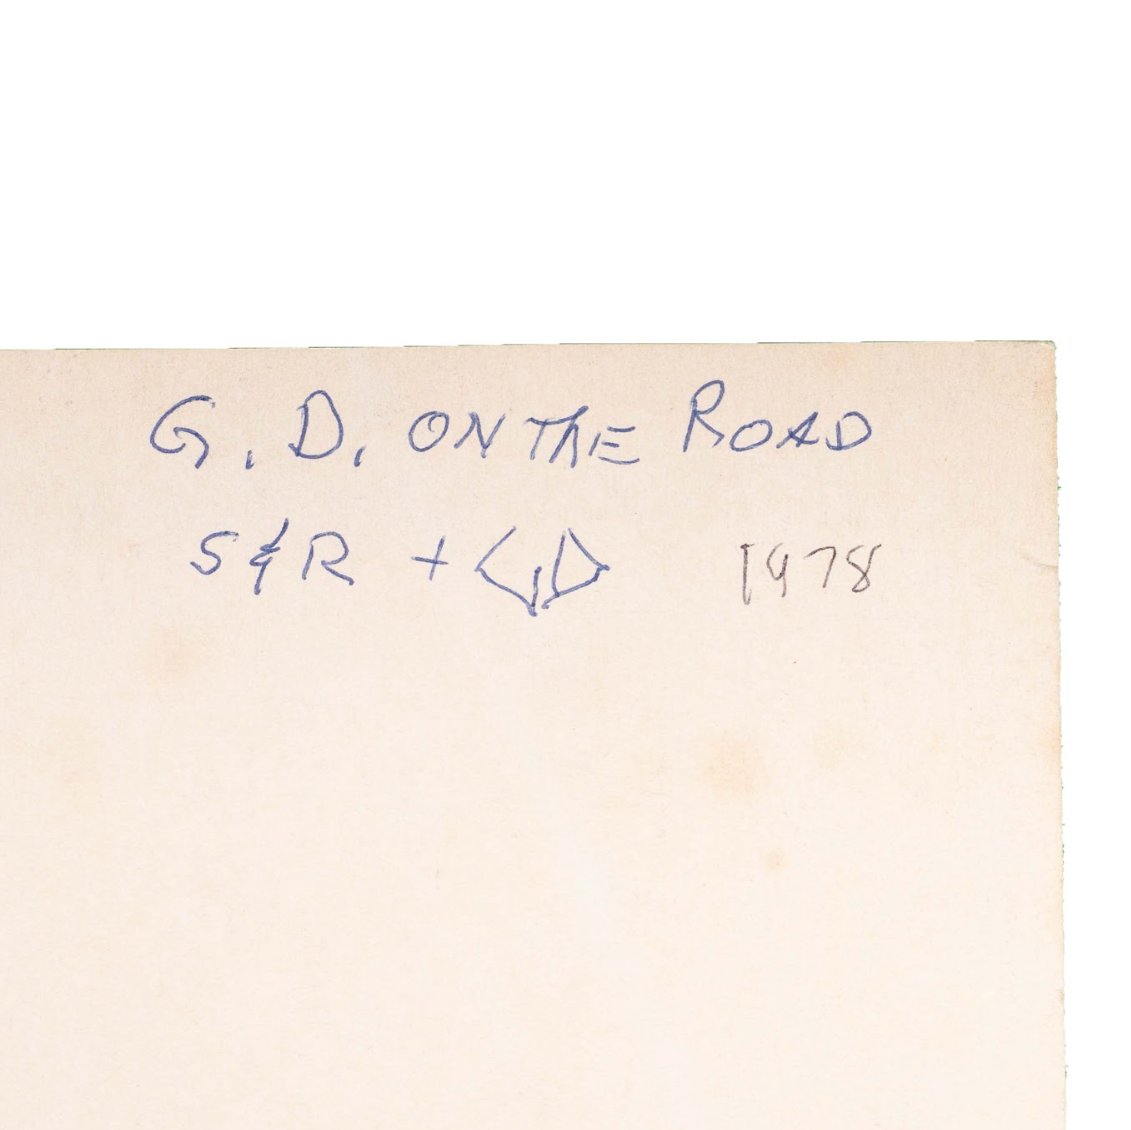 G. D. ON THE ROAD
S&R + GD 1978